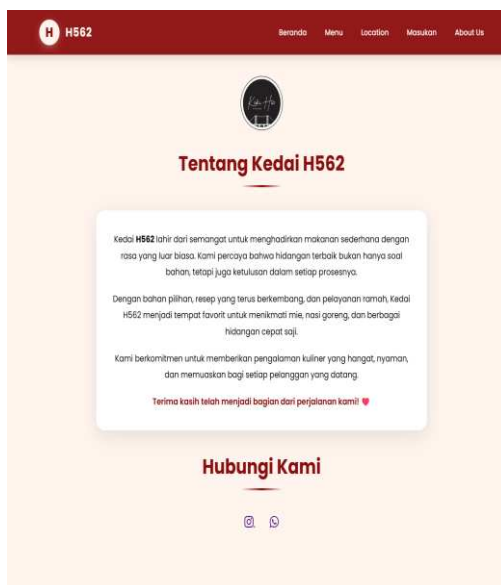 H H562
Beranda Menu Location Masukan About Us
Tentang Kedai H562
Kedai H562 lahir dari semangat untuk menghadirkan makanan sederhana dengan
rasa yang luar biasa. Kami percaya bahwa hidangan terbaik bukan hanya soal
bahan, tetapi juga ketulusan dalam setiap prosesnya.
Dengan bahan pilihan, resep yang terus berkembang, dan pelayanan ramah, Kedai
H562 menjadi tempat favorit untuk menikmati mie, nasi goreng, dan berbagai
hidangan cepat saji.
Kami berkomitmen untuk memberikan pengalaman kuliner yang hangat, nyaman,
dan memuaskan bagi setiap pelanggan yang datang.
Terima kasih telah menjadi bagian dari perjalanan kami! ❤️
Hubungi Kami